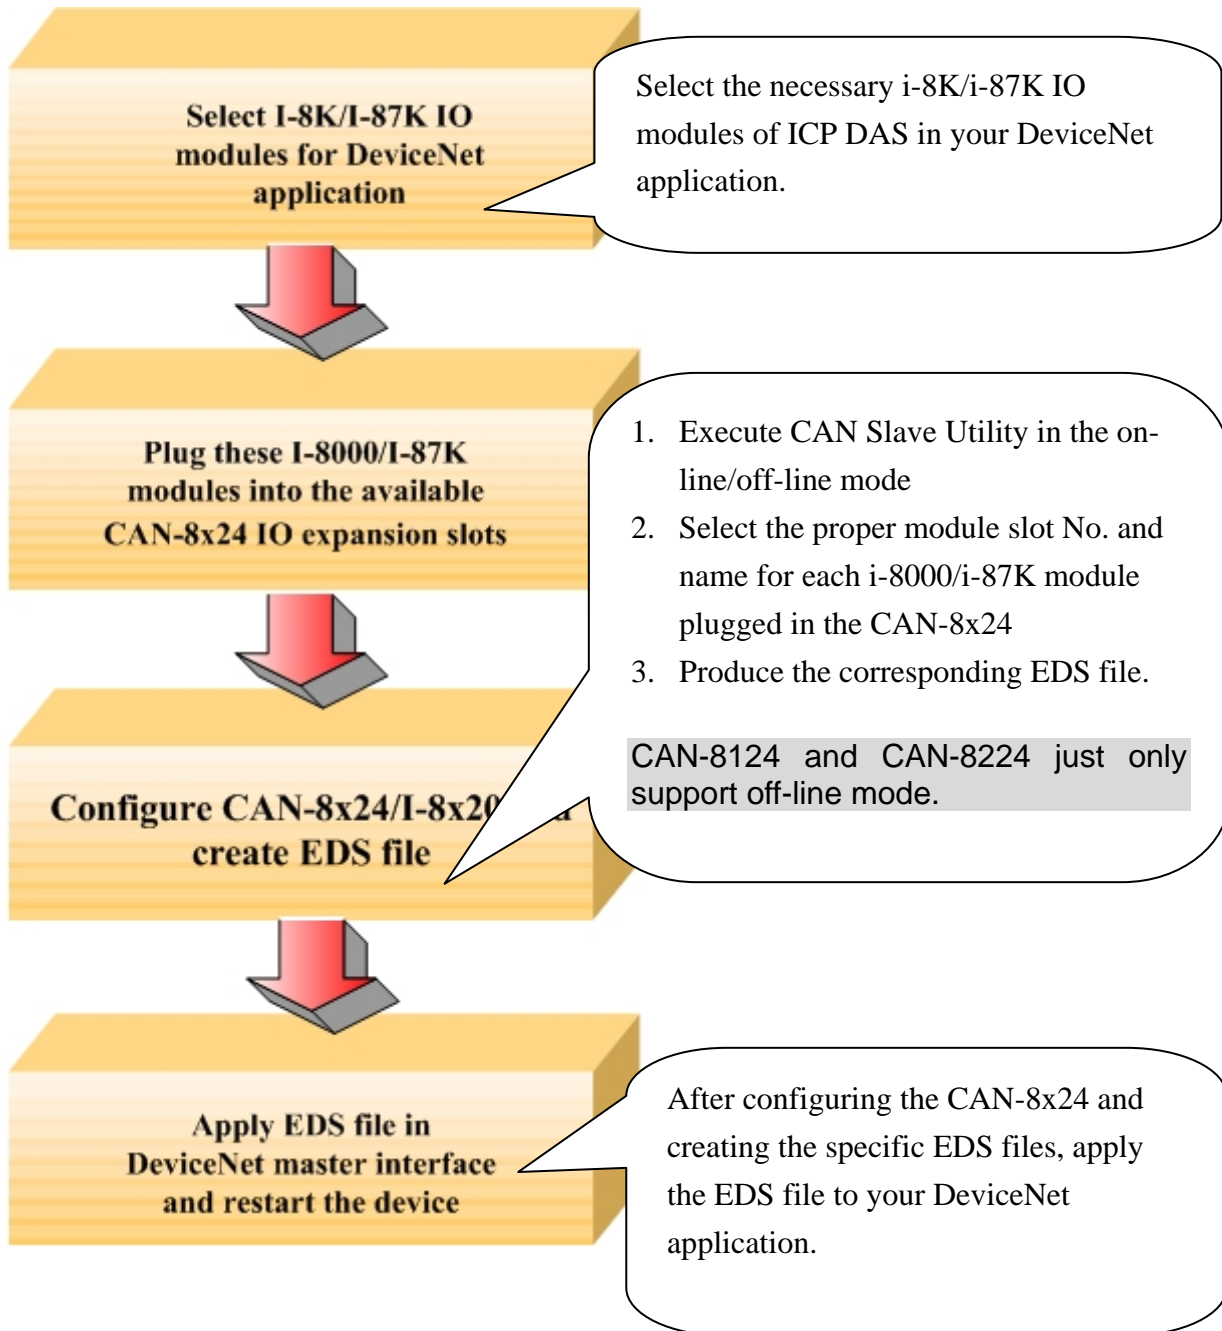 Select I-8K/I-87K IO
modules for DeviceNet
application
Select the necessary i-8K/i-87K IO
modules of ICP DAS in your DeviceNet
application.
Plug these I-8000/I-87K
modules into the available
CAN-8x24 IO expansion slots
1. Execute CAN Slave Utility in the on-
line/off-line mode
2. Select the proper module slot No. and
name for each i-8000/i-87K module
plugged in the CAN-8x24
3. Produce the corresponding EDS file.
CAN-8124 and CAN-8224 just only
support off-line mode.
Configure CAN-8x24/I-8x20
create EDS file
Apply EDS file in
DeviceNet master interface
and restart the device
After configuring the CAN-8x24 and
creating the specific EDS files, apply
the EDS file to your DeviceNet
application.